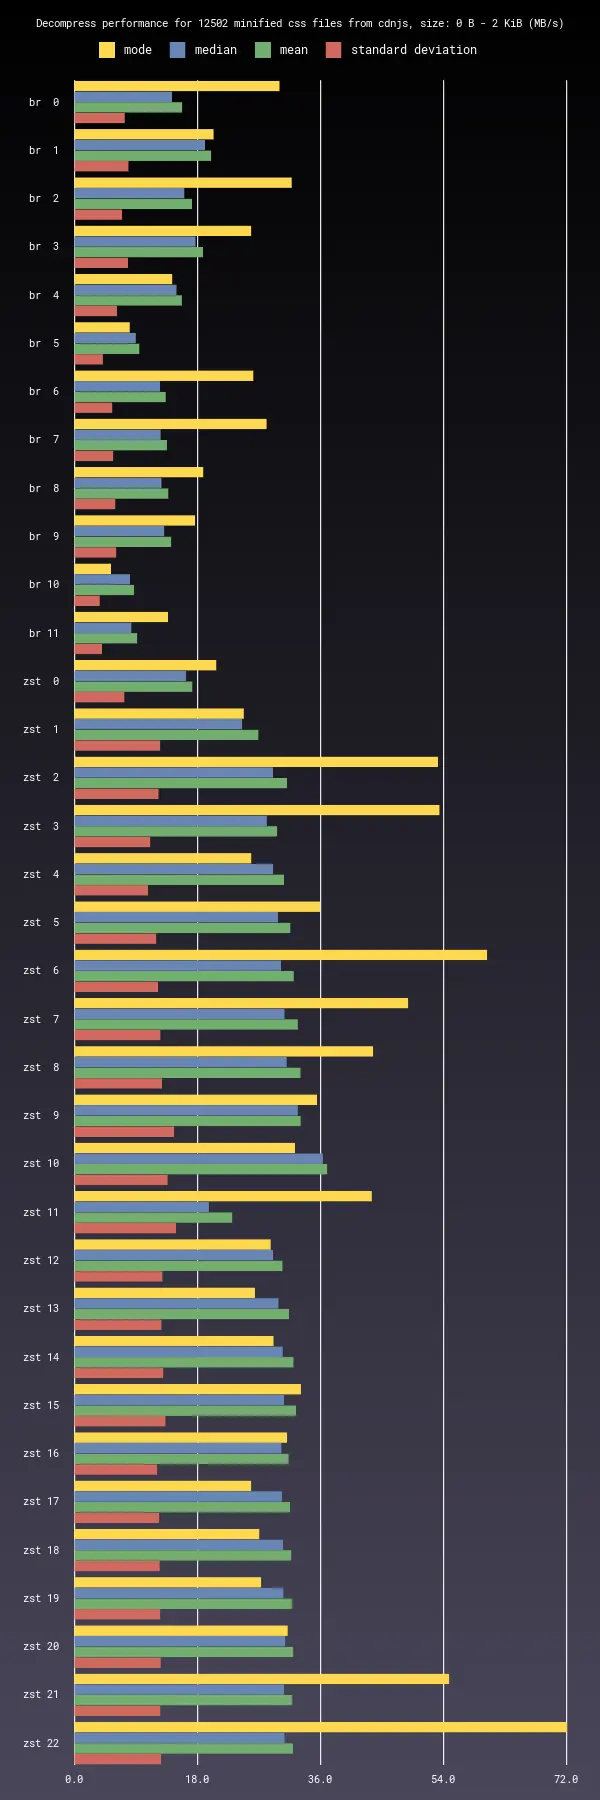 Decompress performance for 12502 minified css files from cdnjs, size: 0 B - 2 KiB (MB/s)
mode median mean standard deviation
br 0
br 1
br 2
br 3
br 4
br 5
br 6
br 7
br 8
br 9
br 10
br 11
zst 0
zst 1
zst 2
zst 3
zst 4
zst 5
zst 6
zst 7
zst 8
zst 9
zst 10
zst 11
zst 12
zst 13
zst 14
zst 15
zst 16
zst 17
zst 18
zst 19
zst 20
zst 21
zst 22
0.0 18.0 36.0 54.0 72.0